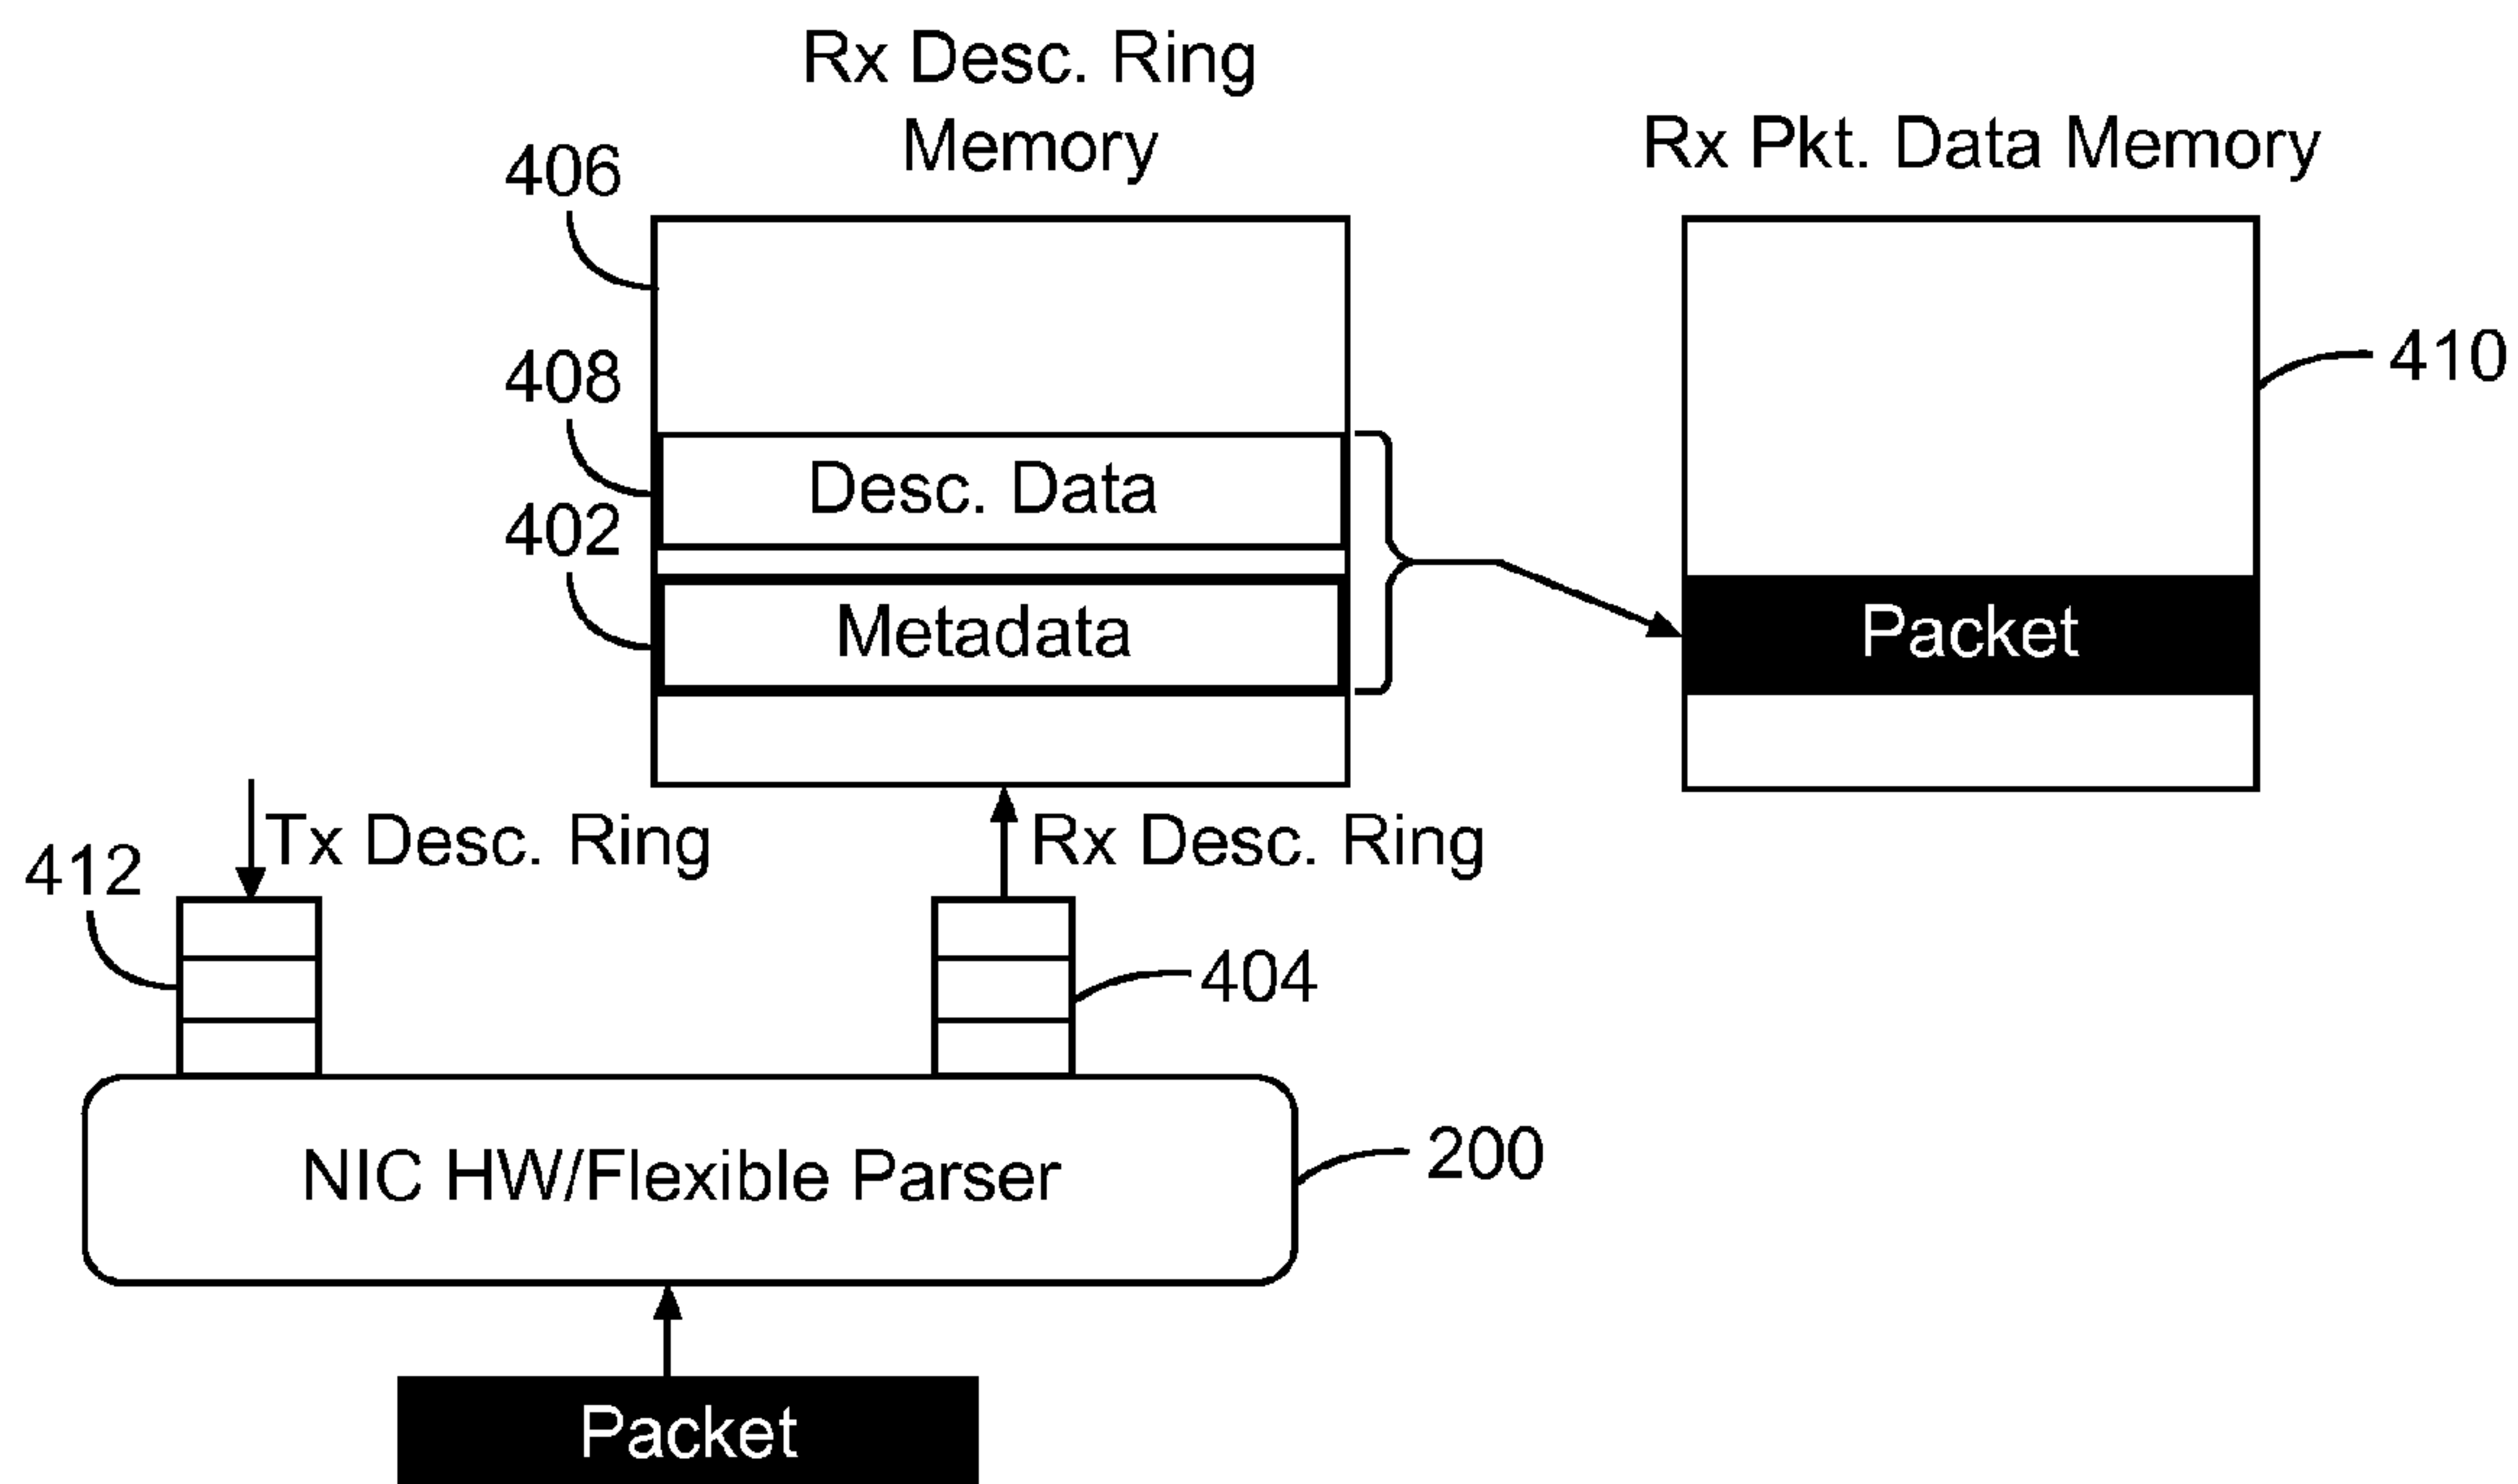 Rx Desc. Ring
Memory
Rx Pkt. Data Memory
406
410
408
Desc. Data
402
Metadata
Packet
Tx Desc. Ring
Rx Desc. Ring
412
404
NIC HW/Flexible Parser
200
Packet